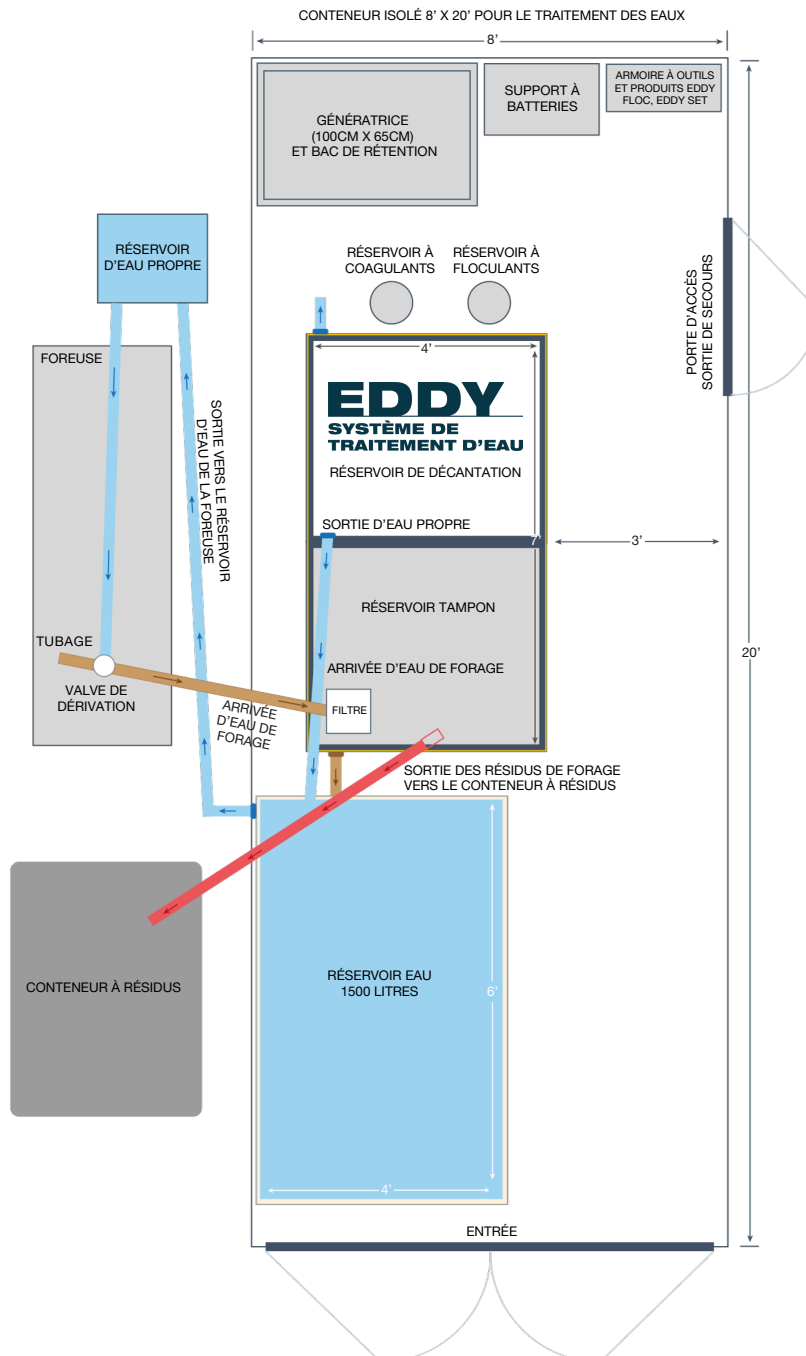 CONTENEUR ISOLÉ 8' X 20' POUR LE TRAITEMENT DES EAUX
8'
GÉNÉRATRICE
(100CM X 65CM)
ET BAC DE RÉTENTION
SUPPORT À
BATTERIES
ARMOIRE À OUTILS
ET PRODUITS EDDY
FLOC, EDDY SET
RÉSERVOIR
D'EAU PROPRE
RÉSERVOIR À
COAGULANTS
RÉSERVOIR À
FLOCULANTS
PORTE D'ACCÈS
SORTIE DE SECOURS
FOREUSE
SORTIE VERS LE RÉSERVOIR
D'EAU DE LA FOREUSE
4'
EDDY
SYSTÈME DE
TRAITEMENT D'EAU
RÉSERVOIR DE DÉCANTATION
SORTIE D'EAU PROPRE
7'
3'
RÉSERVOIR TAMPON
TUBAGE
VALVE DE
DÉRIVATION
ARRIVÉE
D'EAU DE
FORAGE
ARRIVÉE D'EAU DE FORAGE
FILTRE
20'
SORTIE DES RÉSIDUS DE FORAGE
VERS LE CONTENEUR À RÉSIDUS
CONTENEUR À RÉSIDUS
RÉSERVOIR EAU
1500 LITRES
6'
4'
ENTRÉE